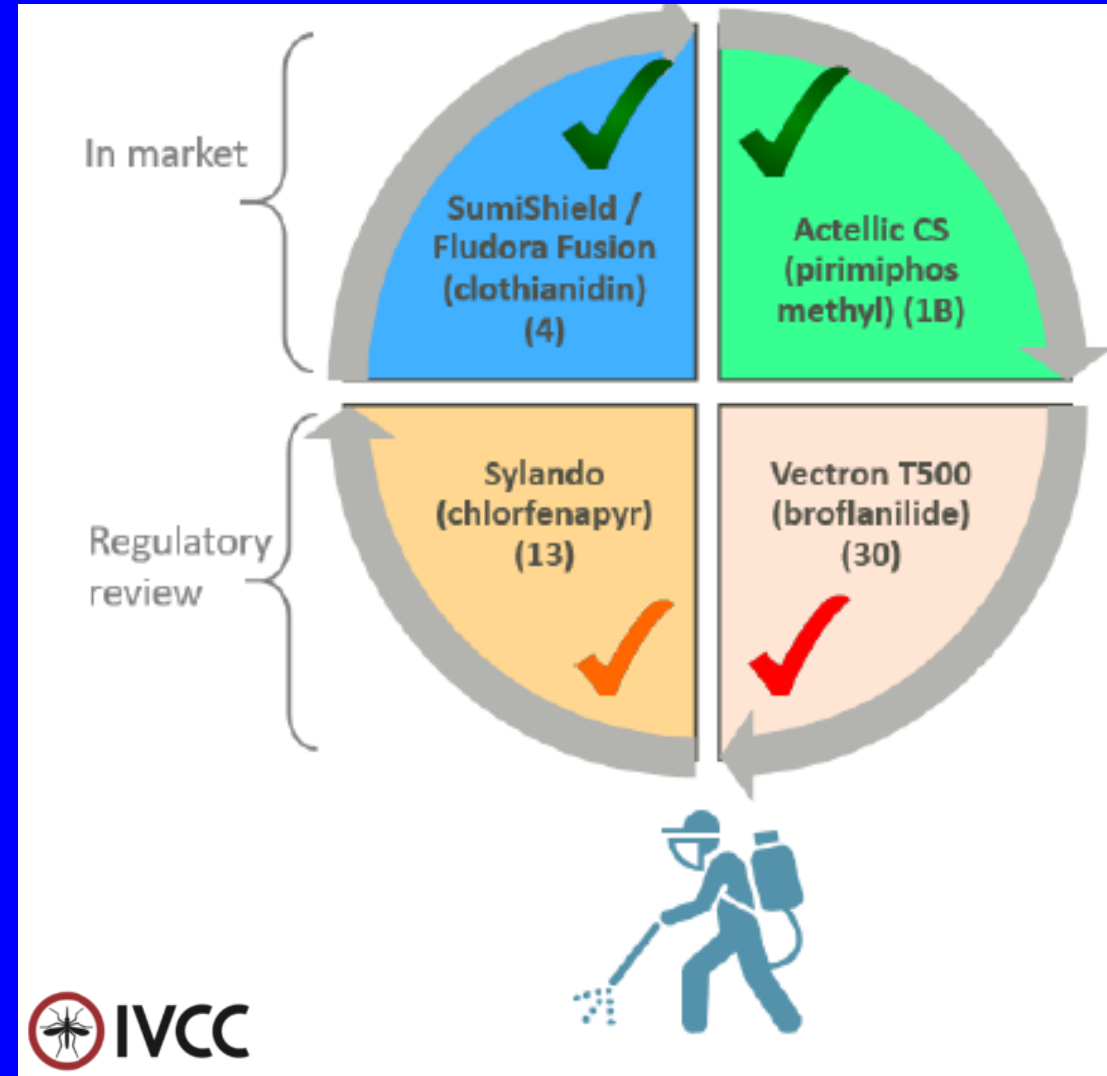 In market
SumiShield /
Fludora Fusion
(clothianidin)
(4)
Actellic CS
(pirimiphos
methyl) (1B)
Regulatory
review
Sylando
(chlorfenapyr)
(13)
Vectron T500
(broflanilide)
(30)
IVCC